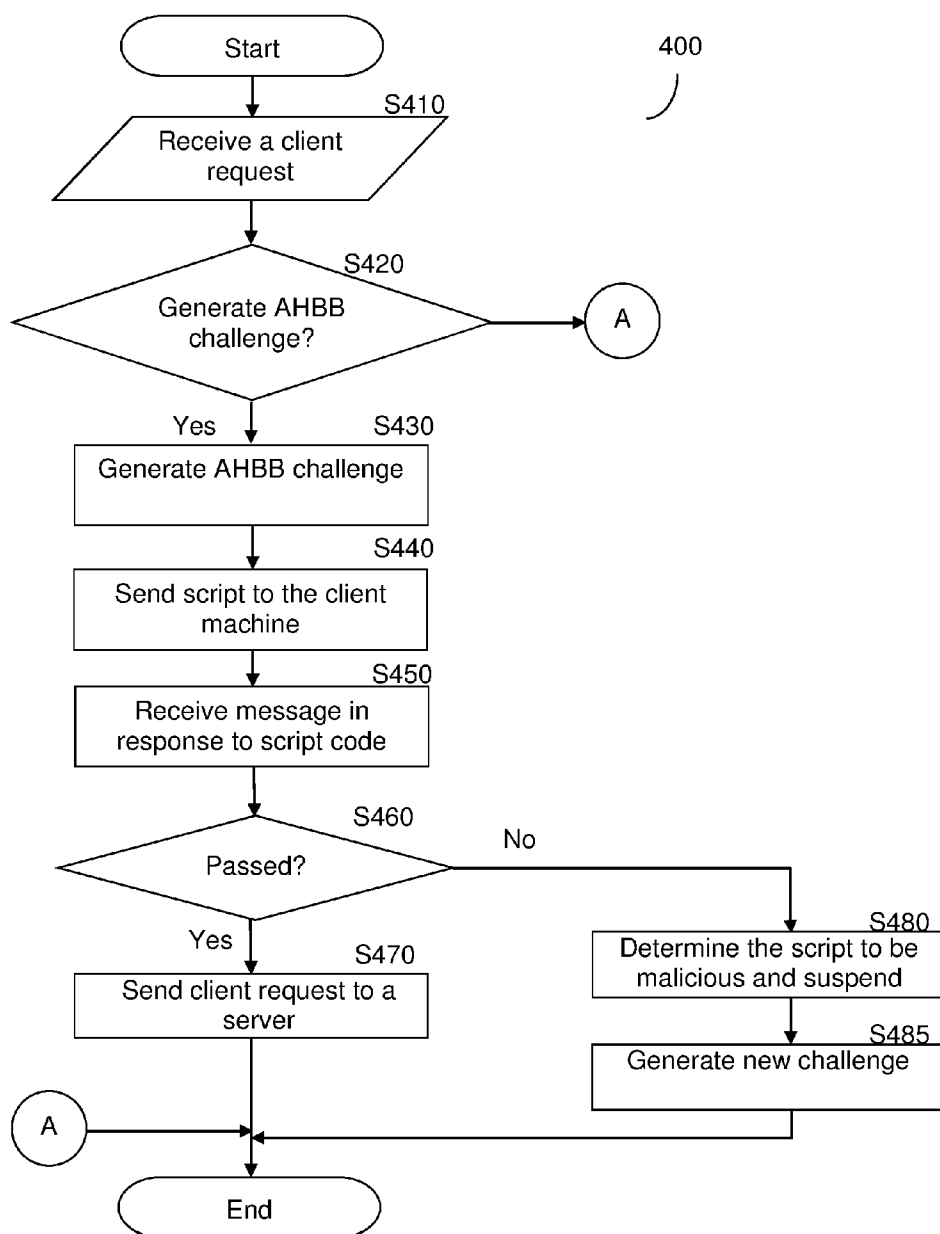 Start
400
S410
Receive a client
request
S420
Generate AHBB
challenge?
A
Yes
S430
Generate AHBB challenge
S440
Send script to the client
machine
S450
Receive message in
response to script code
S460
Passed?
No
Yes
S470
Send client request to a
server
S480
Determine the script to be
malicious and suspend
S485
Generate new challenge
A
End